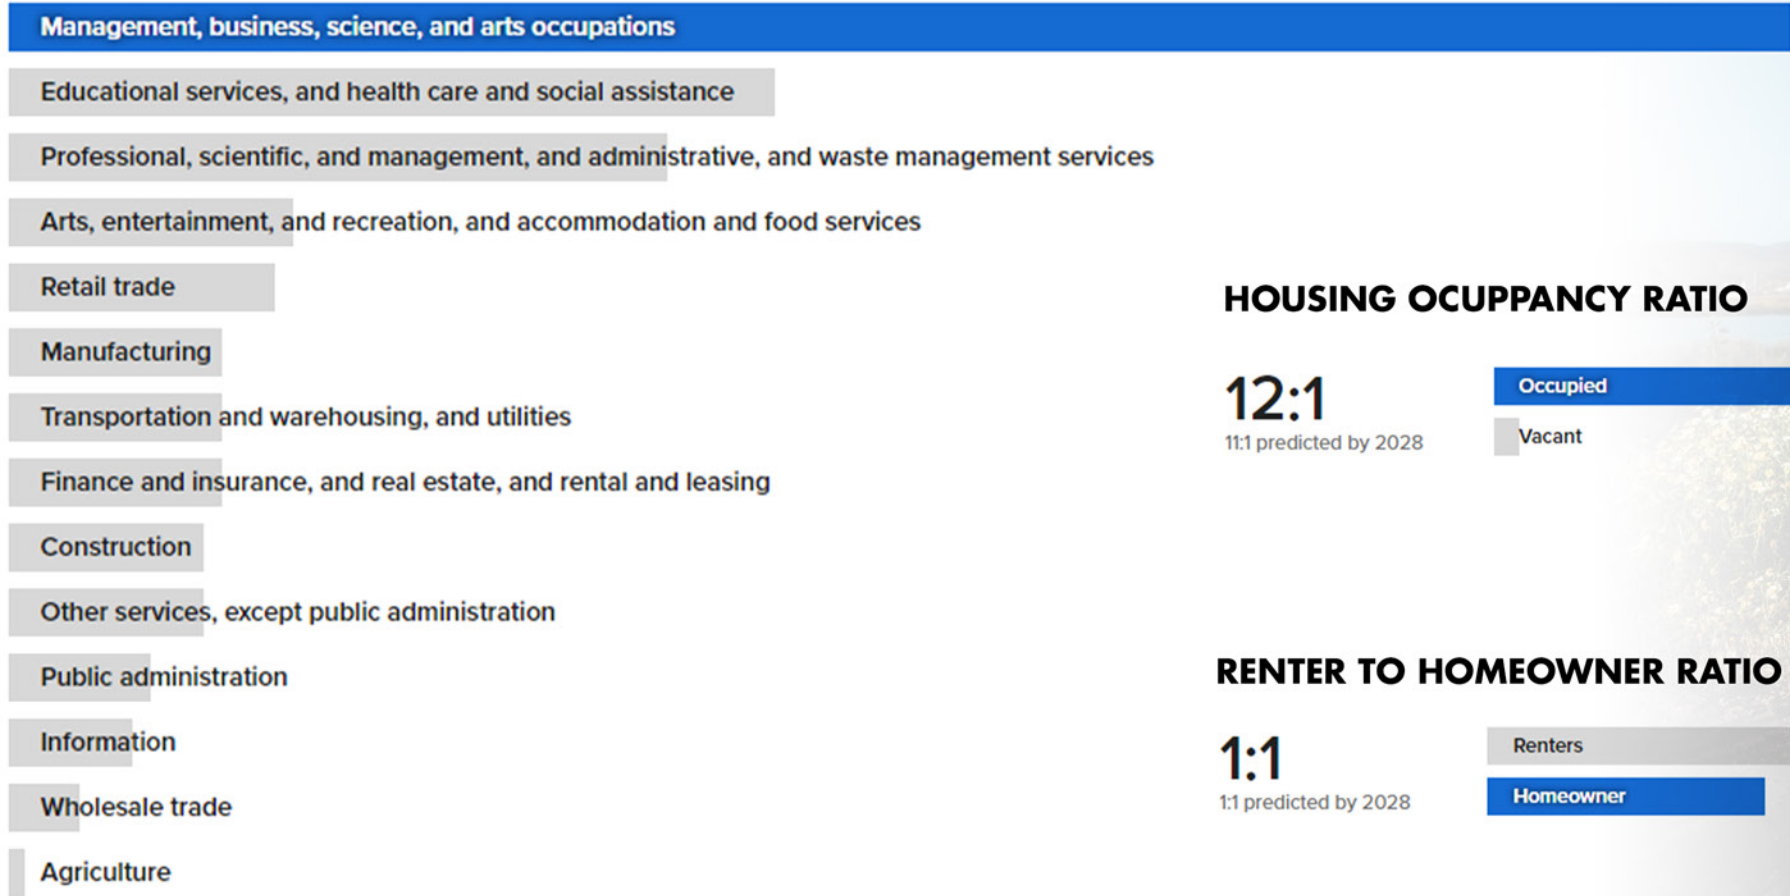 Management, business, science, and arts occupations
Educational services, and health care and social assistance
Professional, scientific, and management, and administrative, and waste management services
Arts, entertainment, and recreation, and accommodation and food services
Retail trade
Manufacturing
Transportation and warehousing, and utilities
Finance and insurance, and real estate, and rental and leasing
Construction
Other services, except public administration
Public administration
Information
Wholesale trade
Agriculture
HOUSING OCUPPANCY RATIO
12:1
11:1 predicted by 2028
Occupied
Vacant
RENTER TO HOMEOWNER RATIO
1:1
1:1 predicted by 2028
Renters
Homeowner